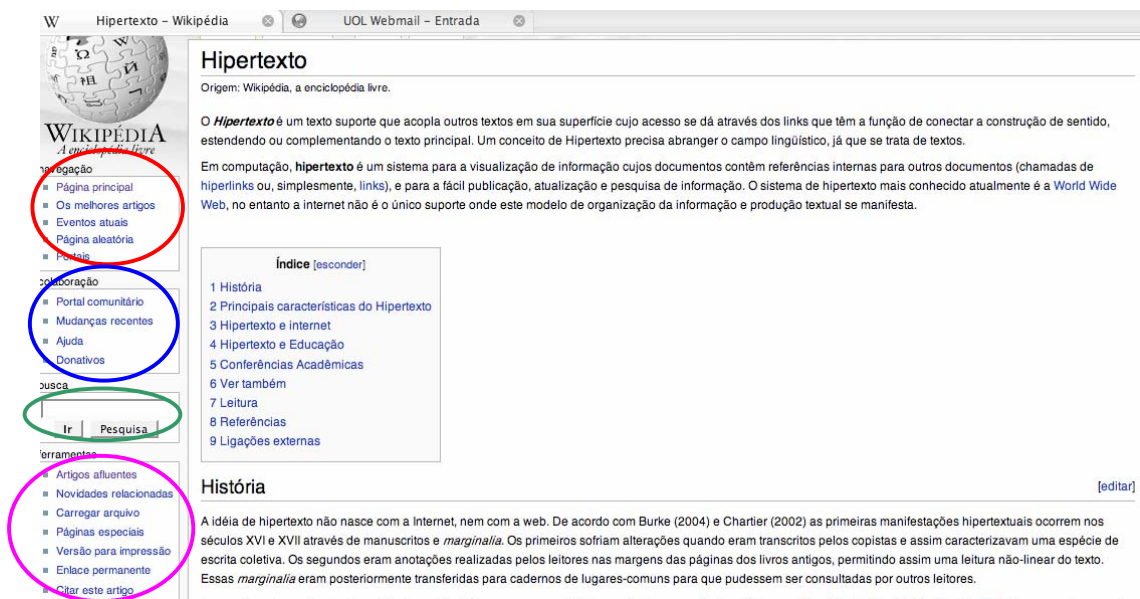 W Hipertexto – Wikipédia UOL Webmail – Entrada
WIKIPÉDIA
A enciclopédia livre
navegação
Página principal
Os melhores artigos
Eventos atuais
Página aleatória
Portais
colaboração
Portal comunitário
Mudanças recentes
Ajuda
Donativos
busca
Ir Pesquisa
ferramentas
Artigos afluentes
Novidades relacionadas
Carregar arquivo
Páginas especiais
Versão para impressão
Enlace permanente
Citar este artigo
Hipertexto
Origem: Wikipédia, a enciclopédia livre.
O Hipertexto é um texto suporte que acopla outros textos em sua superfície cujo acesso se dá através dos links que têm a função de conectar a construção de sentido,
estendendo ou complementando o texto principal. Um conceito de Hipertexto precisa abranger o campo lingüístico, já que se trata de textos.
Em computação, hipertexto é um sistema para a visualização de informação cujos documentos contêm referências internas para outros documentos (chamadas de
hiperlinks ou, simplesmente, links), e para a fácil publicação, atualização e pesquisa de informação. O sistema de hipertexto mais conhecido atualmente é a World Wide
Web, no entanto a internet não é o único suporte onde este modelo de organização da informação e produção textual se manifesta.
Índice [esconder]
1 História
2 Principais características do Hipertexto
3 Hipertexto e internet
4 Hipertexto e Educação
5 Conferências Acadêmicas
6 Ver também
7 Leitura
8 Referências
9 Ligações externas
História [editar]
A idéia de hipertexto não nasce com a Internet, nem com a web. De acordo com Burke (2004) e Chartier (2002) as primeiras manifestações hipertextuais ocorrem nos
séculos XVI e XVII através de manuscritos e marginalia. Os primeiros sofriam alterações quando eram transcritos pelos copistas e assim caracterizavam uma espécie de
escrita coletiva. Os segundos eram anotações realizadas pelos leitores nas margens das páginas dos livros antigos, permitindo assim uma leitura não-linear do texto.
Essas marginalia eram posteriormente transferidas para cadernos de lugares-comuns para que pudessem ser consultadas por outros leitores.